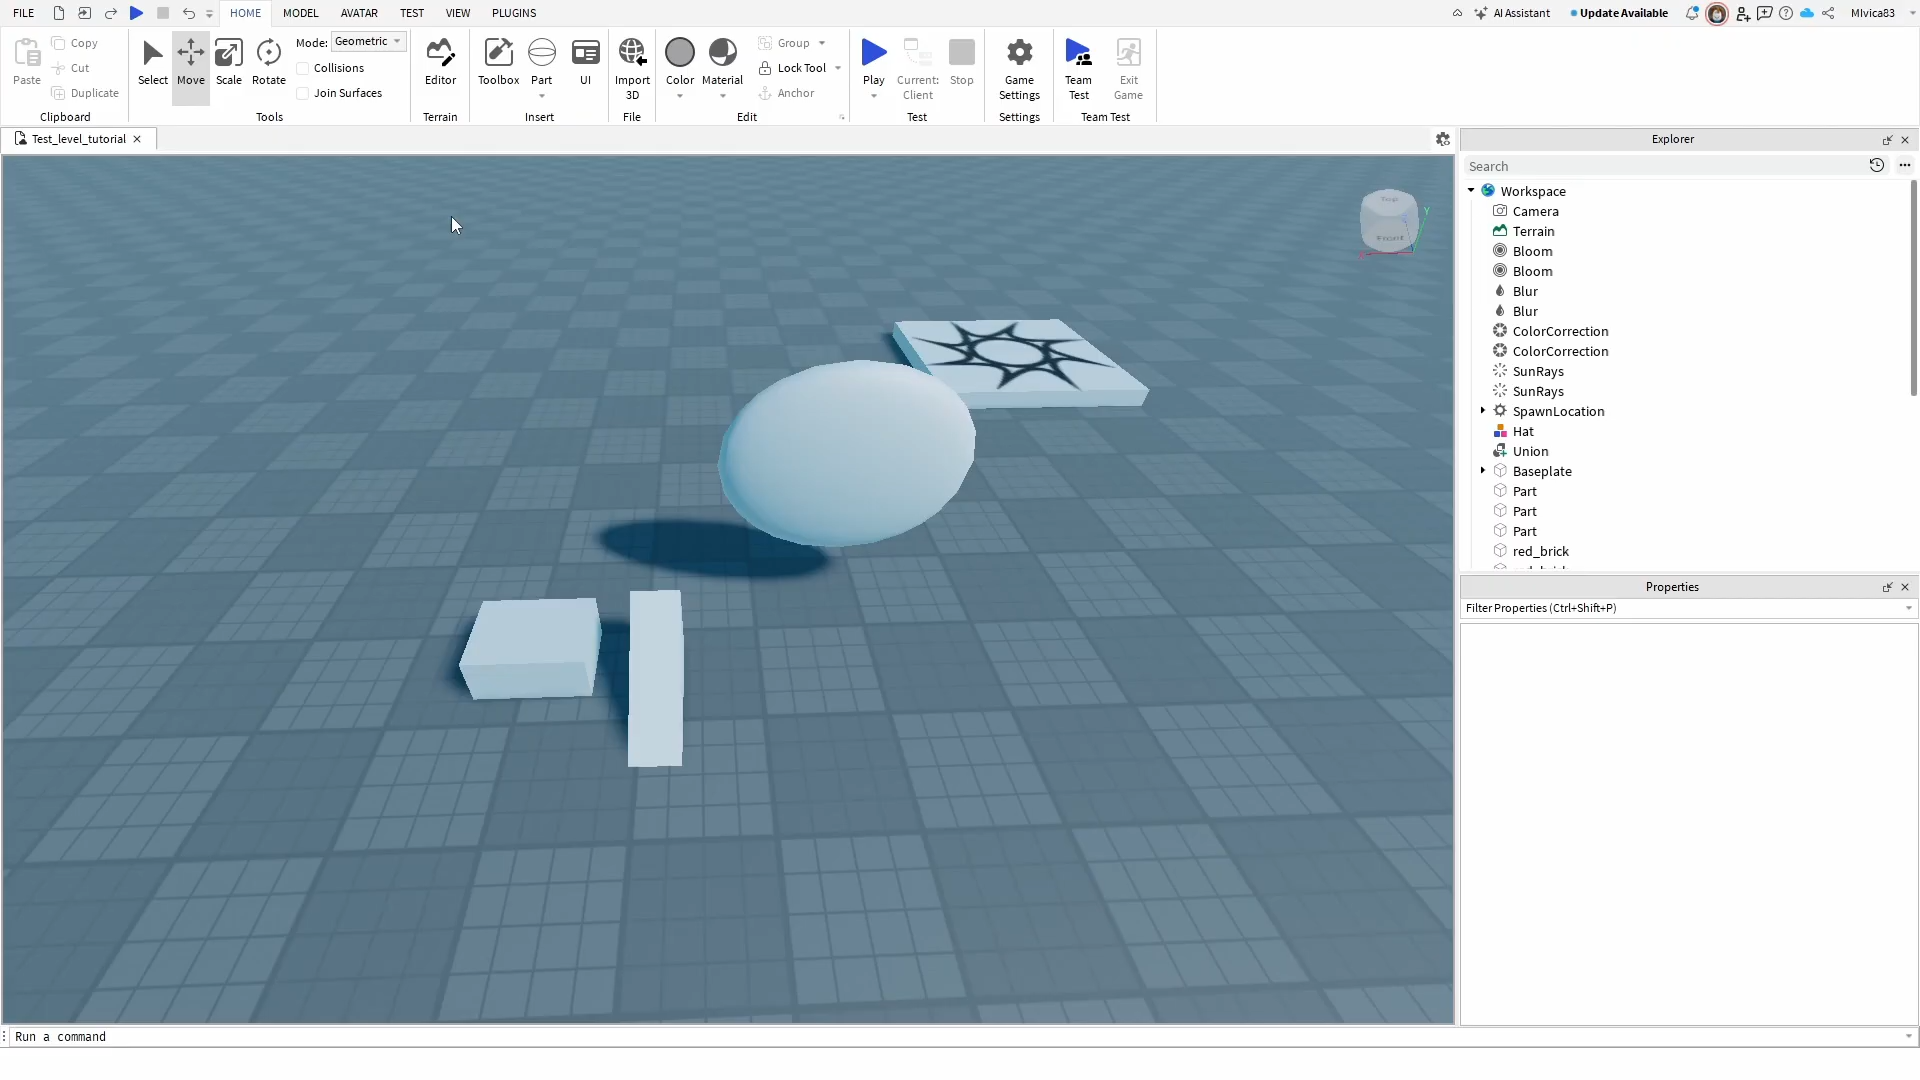 FILE HOME MODEL AVATAR TEST VIEW PLUGINS AI Assistant Update Available MIvica83
Paste Copy Cut Duplicate Clipboard
Select Move Scale Rotate Mode: Geometric Collisions Join Surfaces Tools
Editor Terrain
Toolbox Part UI Insert
Import 3D File
Color Material Group Lock Tool Anchor Edit
Play Current: Client Stop Test
Game Settings Settings
Team Test Exit Game Team Test
Test_level_tutorial
Top
Front
Y
X
Explorer
Search
Workspace
Camera
Terrain
Bloom
Bloom
Blur
Blur
ColorCorrection
ColorCorrection
SunRays
SunRays
SpawnLocation
Hat
Union
Baseplate
Part
Part
Part
red_brick
Properties
Filter Properties (Ctrl+Shift+P)
Run a command